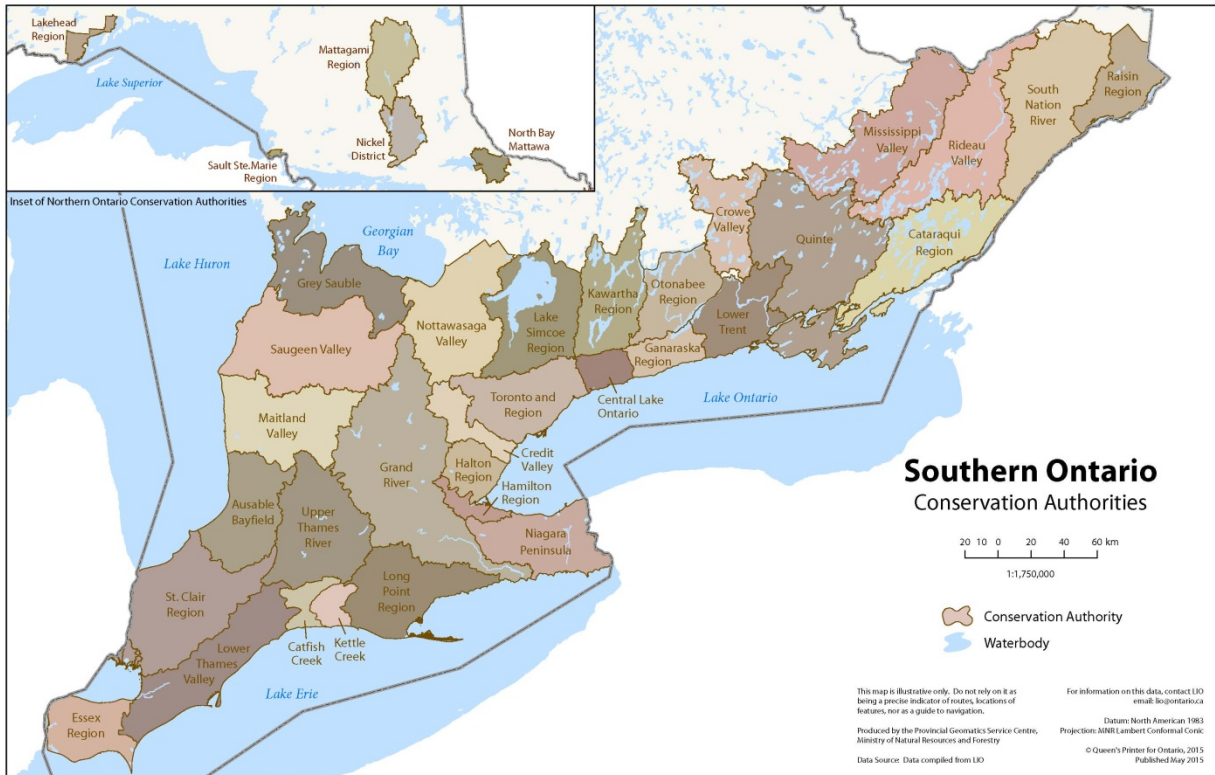 Lakehead
Region
Lake Superior
Mattagami
Region
Nickel
District
North Bay
Mattawa
Sault Ste. Marie
Region
Inset of Northern Ontario Conservation Authorities
Lake Huron
Georgian
Bay
Grey Sauble
Saugeen Valley
Nottawasaga
Valley
Lake
Simcoe
Region
Kawartha
Region
Otonabee
Region
Crowe
Valley
Quinte
Mississippi
Valley
Rideau
Valley
South
Nation
River
Raisin
Region
Cataraqui
Region
Lower
Trent
Ganaraska
Region
Central Lake
Ontario
Lake Ontario
Toronto and
Region
Credit
Valley
Halton
Region
Hamilton
Region
Niagara
Peninsula
Grand
River
Maitland
Valley
Ausable
Bayfield
Upper
Thames
River
Long
Point
Region
St. Clair
Region
Lower
Thames
Valley
Catfish
Creek
Kettle
Creek
Lake Erie
Essex
Region
Southern Ontario
Conservation Authorities
20 10 0 20 40 60 km
1:1,750,000
Conservation Authority
Waterbody
This map is illustrative only. Do not rely on it as
being a precise indicator of routes, locations of
features, nor as a guide to navigation.
Produced by the Provincial Geomatics Service Centre,
Ministry of Natural Resources and Forestry
Data Source: Data compiled from LIO
For information on this data, contact LIO
email: lio@ontario.ca
Datum: North American 1983
Projection: MNR Lambert Conformal Conic
© Queen's Printer for Ontario, 2015
Published May 2015